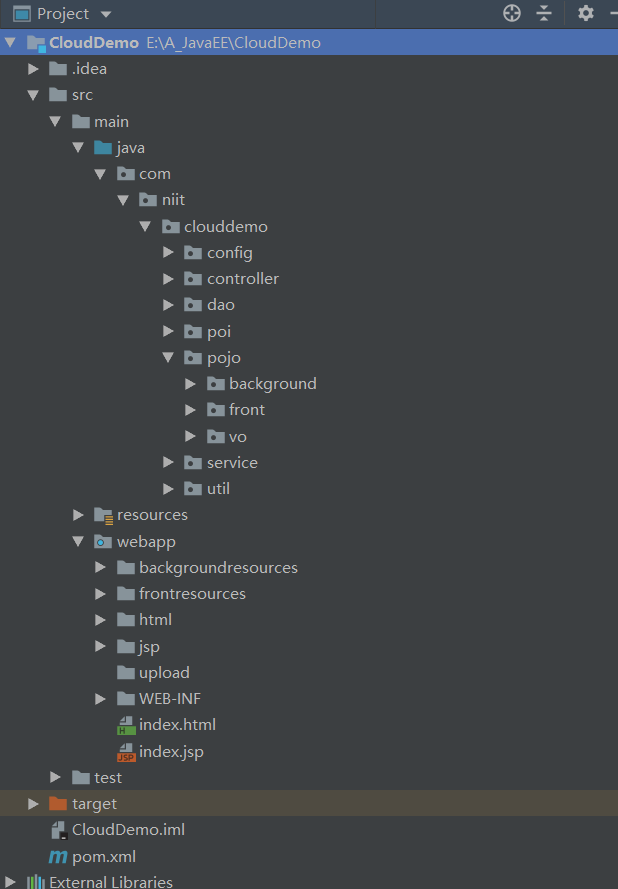 Project
CloudDemo E:\A_JavaEE\CloudDemo
.idea
src
main
java
com
niit
clouddemo
config
controller
dao
poi
pojo
background
front
vo
service
util
resources
webapp
backgroundresources
frontresources
html
jsp
upload
WEB-INF
H index.html
JSP index.jsp
test
target
CloudDemo.iml
m pom.xml
External Libraries